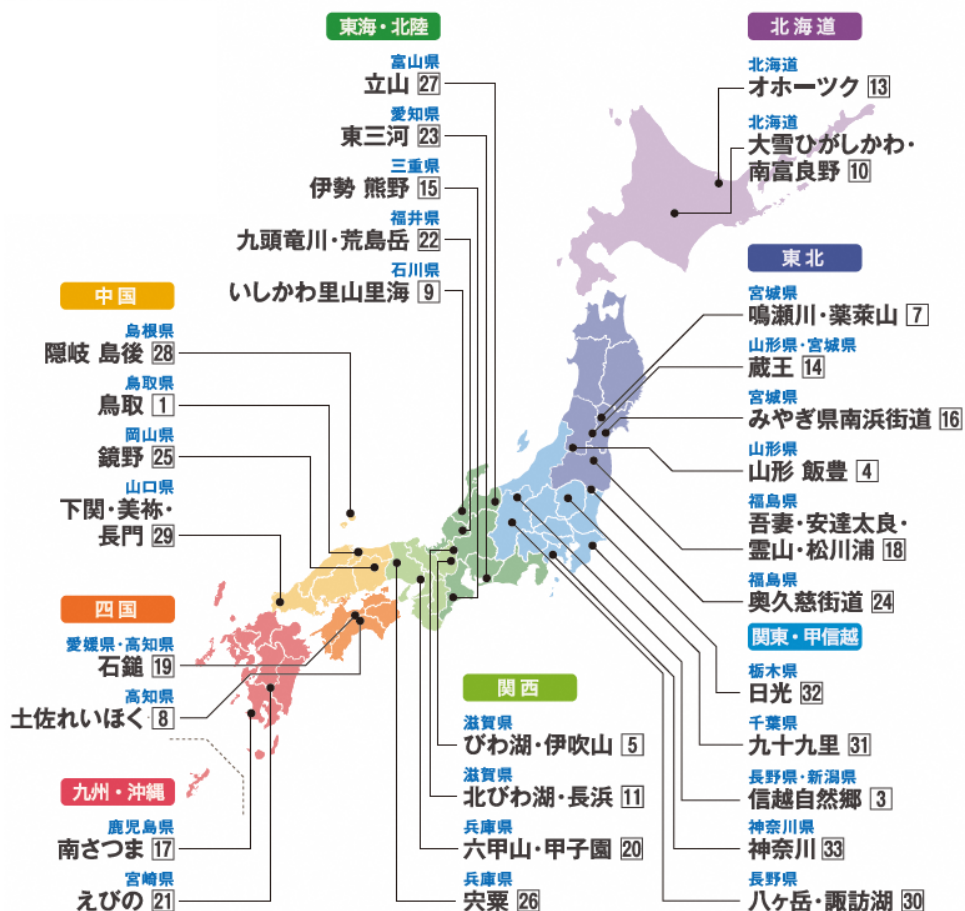 東海・北陸
富山県
立山 27
愛知県
東三河 23
三重県
伊勢 熊野 15
福井県
九頭竜川・荒島岳 22
石川県
いしかわ里山里海 9
北海道
北海道
オホーツク 13
北海道
大雪ひがしかわ・
南富良野 10
東北
宮城県
鳴瀬川・薬莱山 7
山形県・宮城県
蔵王 14
宮城県
みやぎ県南浜街道 16
山形県
山形 飯豊 4
福島県
吾妻・安達太良・
霊山・松川浦 18
福島県
奥久慈街道 24
中国
島根県
隠岐 島後 28
鳥取県
鳥取 1
岡山県
鏡野 25
山口県
下関・美祢・
長門 29
四国
愛媛県・高知県
石鎚 19
高知県
土佐れいほく 8
九州・沖縄
鹿児島県
南さつま 17
宮崎県
えびの 21
関西
滋賀県
びわ湖・伊吹山 5
滋賀県
北びわ湖・長浜 11
兵庫県
六甲山・甲子園 20
兵庫県
宍粟 26
関東・甲信越
栃木県
日光 32
千葉県
九十九里 31
長野県・新潟県
信越自然郷 3
神奈川県
神奈川 33
長野県
八ヶ岳・諏訪湖 30